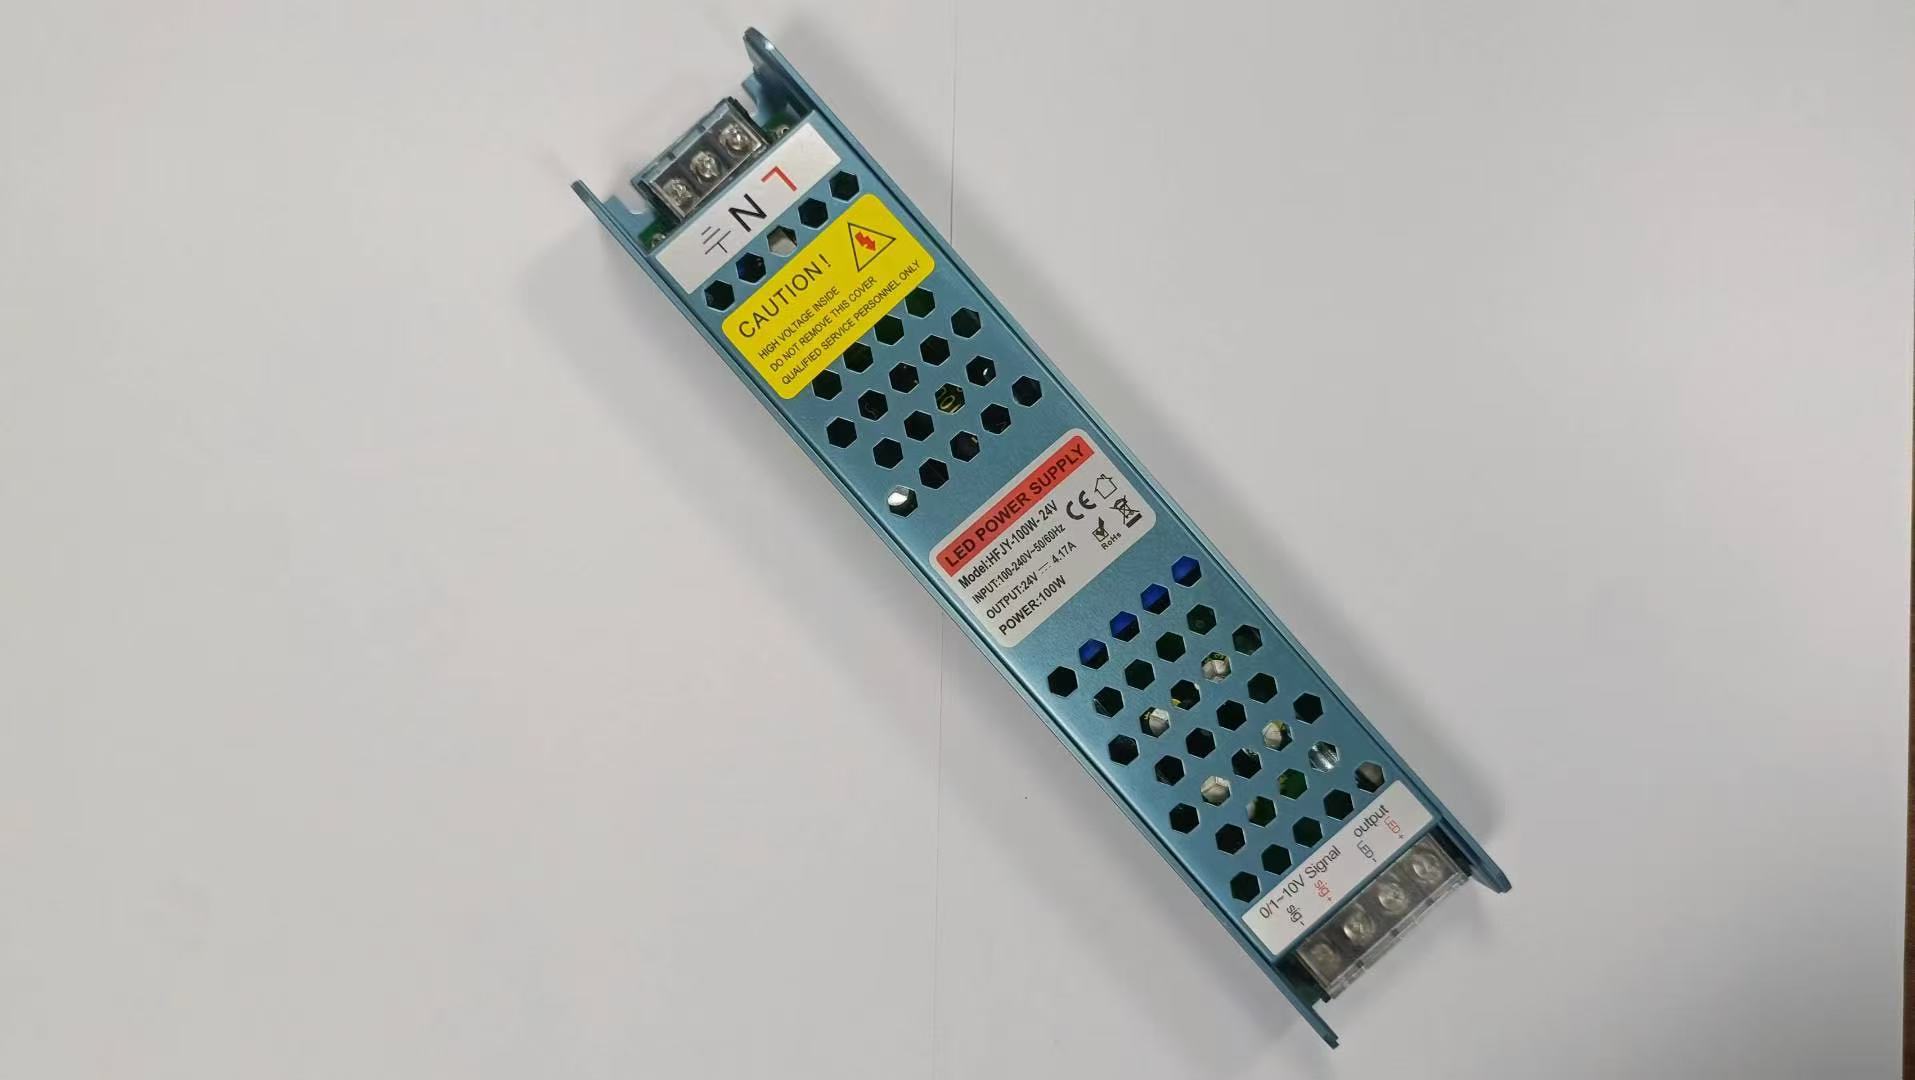 ⏚ N L
CAUTION!
HIGH VOLTAGE INSIDE
DO NOT REMOVE THIS COVER
QUALIFIED SERVICE PERSONNEL ONLY
LED POWER SUPPLY
Model:HFJY-100W- 24V
INPUT:100-240V~50/60Hz
OUTPUT:24V ⎓ 4.17A
POWER:100W
CE
RoHs
0/1~10V Signal output
sig- sig+ LED- LED+